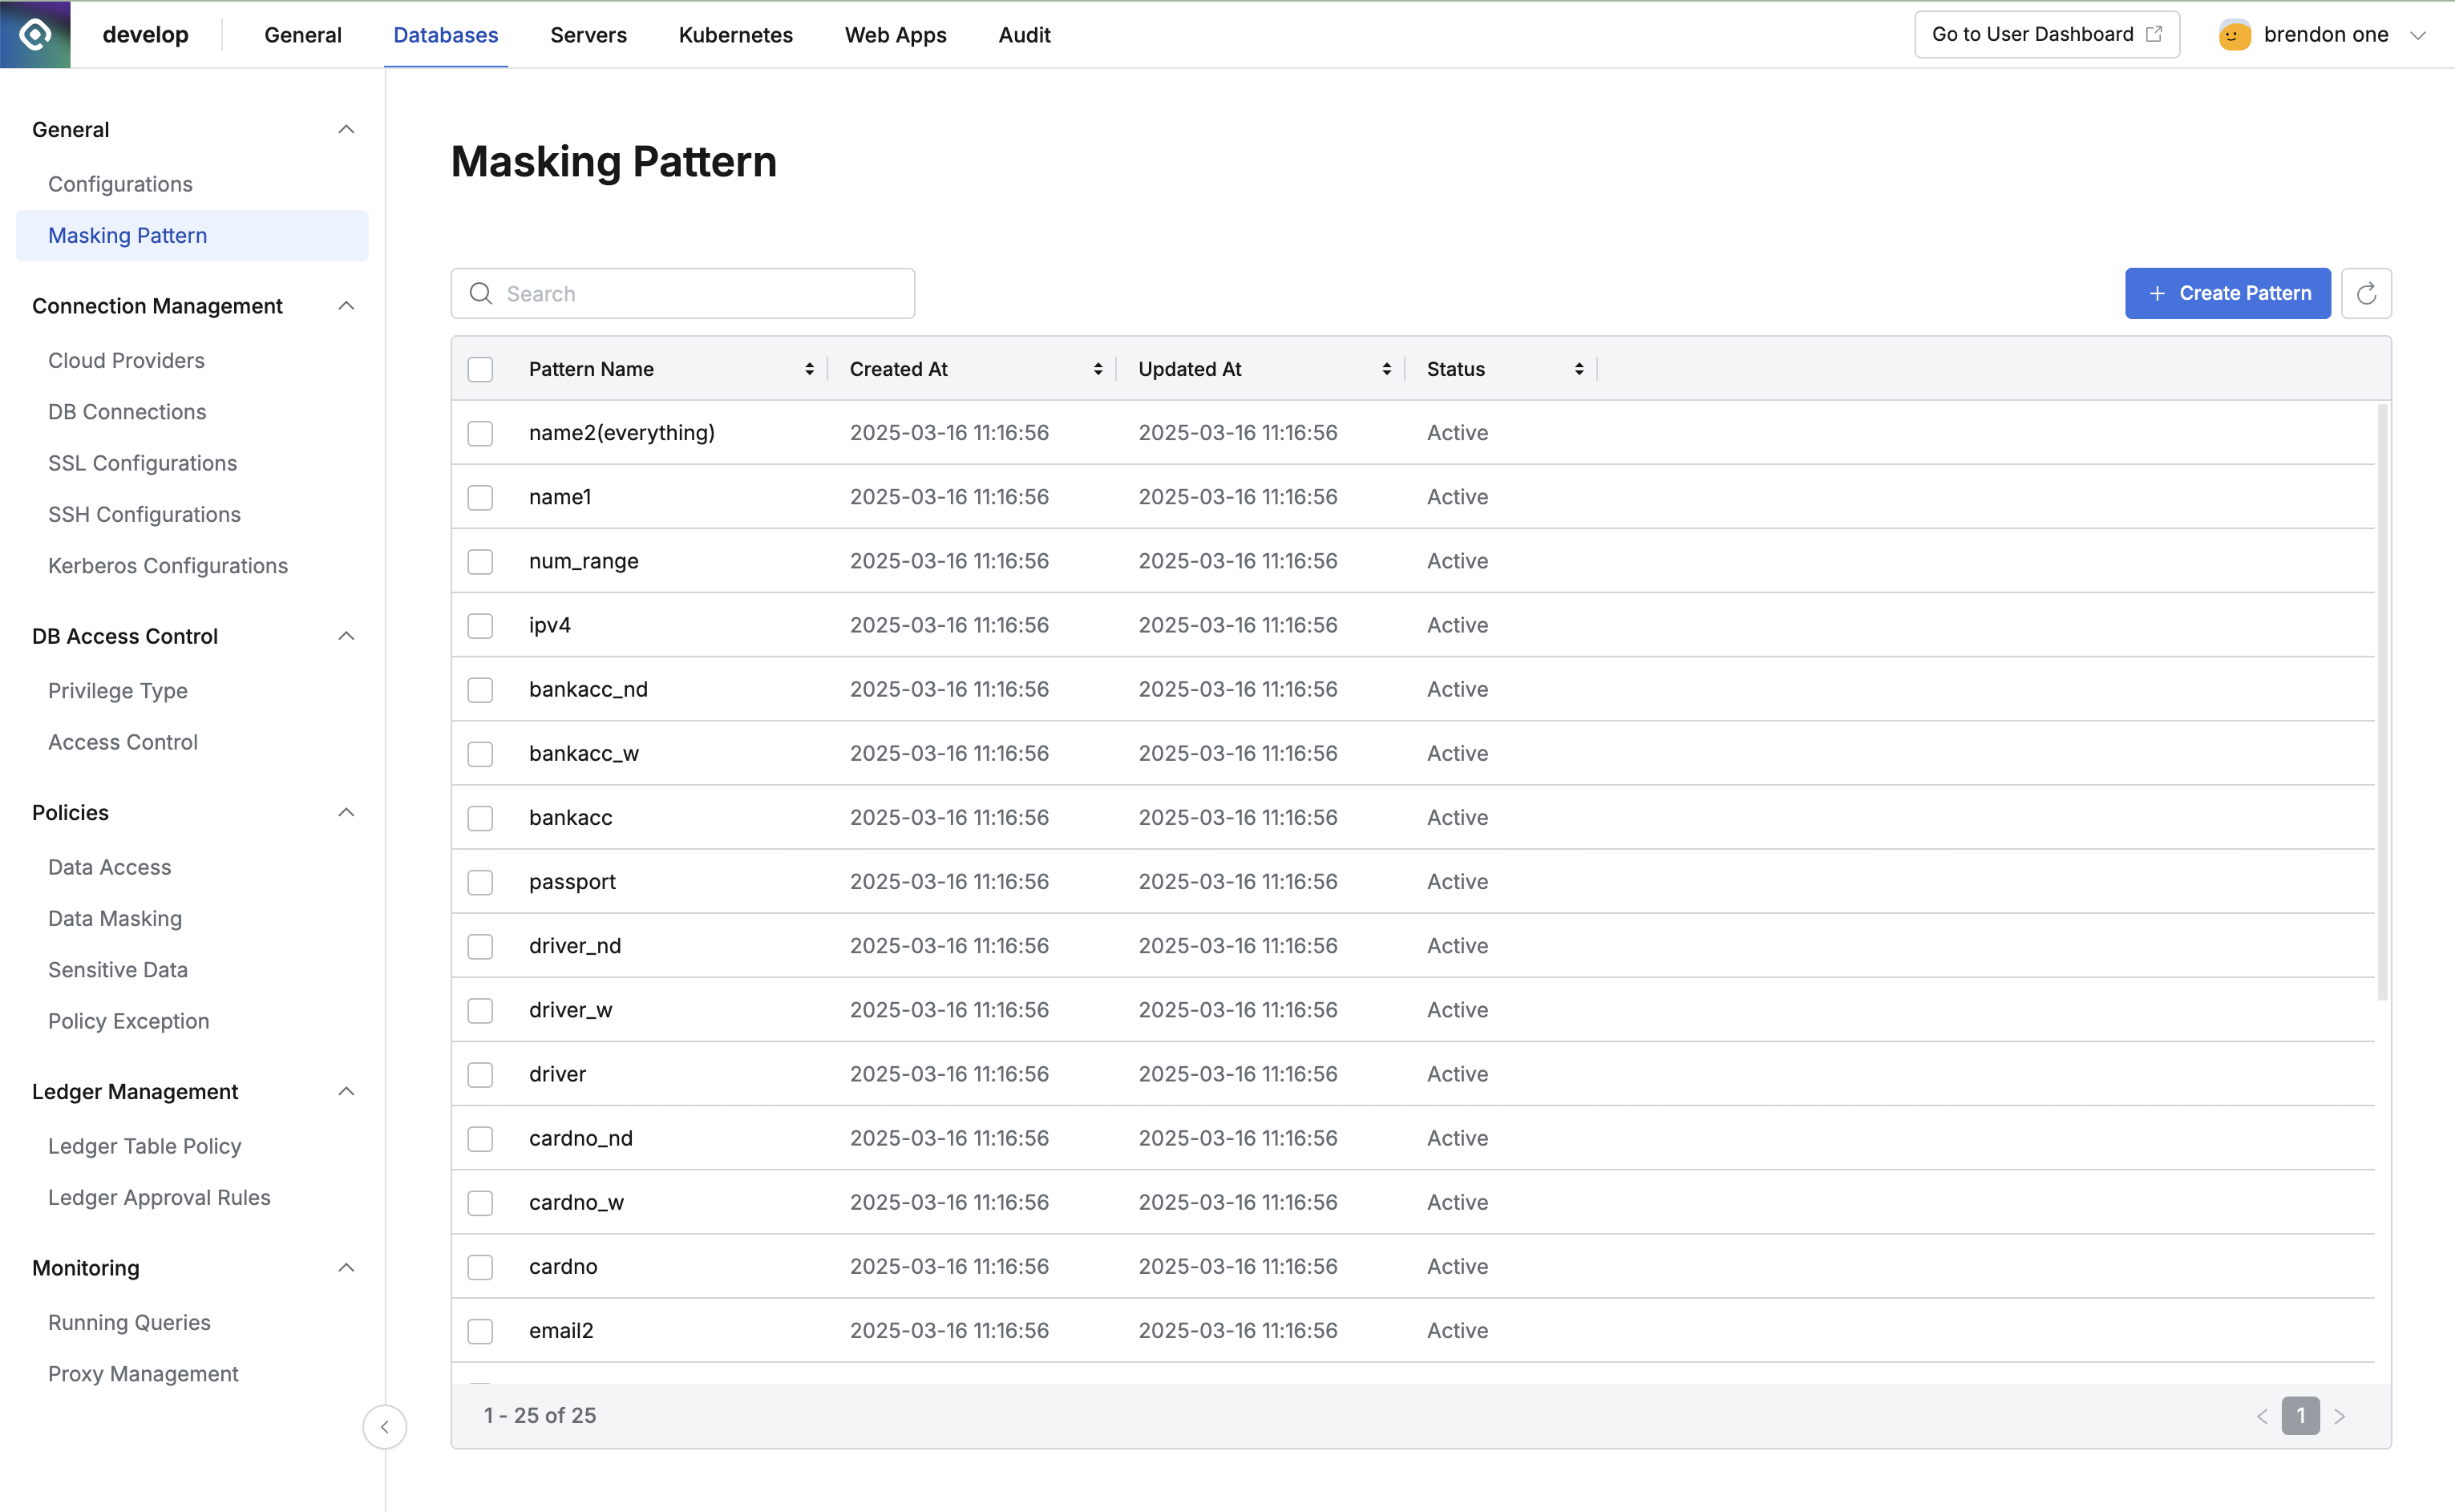 develop
General
Databases
Servers
Kubernetes
Web Apps
Audit
Go to User Dashboard
brendon one
General
Configurations
Masking Pattern
Connection Management
Cloud Providers
DB Connections
SSL Configurations
SSH Configurations
Kerberos Configurations
DB Access Control
Privilege Type
Access Control
Policies
Data Access
Data Masking
Sensitive Data
Policy Exception
Ledger Management
Ledger Table Policy
Ledger Approval Rules
Monitoring
Running Queries
Proxy Management
Masking Pattern
Search
+ Create Pattern
Pattern Name Created At Updated At Status
name2(everything) 2025-03-16 11:16:56 2025-03-16 11:16:56 Active
name1 2025-03-16 11:16:56 2025-03-16 11:16:56 Active
num_range 2025-03-16 11:16:56 2025-03-16 11:16:56 Active
ipv4 2025-03-16 11:16:56 2025-03-16 11:16:56 Active
bankacc_nd 2025-03-16 11:16:56 2025-03-16 11:16:56 Active
bankacc_w 2025-03-16 11:16:56 2025-03-16 11:16:56 Active
bankacc 2025-03-16 11:16:56 2025-03-16 11:16:56 Active
passport 2025-03-16 11:16:56 2025-03-16 11:16:56 Active
driver_nd 2025-03-16 11:16:56 2025-03-16 11:16:56 Active
driver_w 2025-03-16 11:16:56 2025-03-16 11:16:56 Active
driver 2025-03-16 11:16:56 2025-03-16 11:16:56 Active
cardno_nd 2025-03-16 11:16:56 2025-03-16 11:16:56 Active
cardno_w 2025-03-16 11:16:56 2025-03-16 11:16:56 Active
cardno 2025-03-16 11:16:56 2025-03-16 11:16:56 Active
email2 2025-03-16 11:16:56 2025-03-16 11:16:56 Active
1 - 25 of 25
1